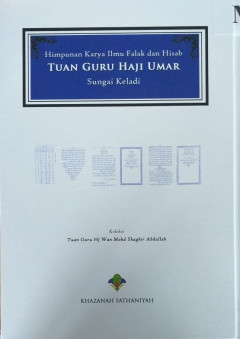 Himpunan Karya Ilmu Falak dan Hisab
TUAN GURU HAJI UMAR
Sungai Keladi
Koleksi
Tuan Guru Hj Wan Mohd Shaghir Abdullah
KHAZANAH FATHANIYAH